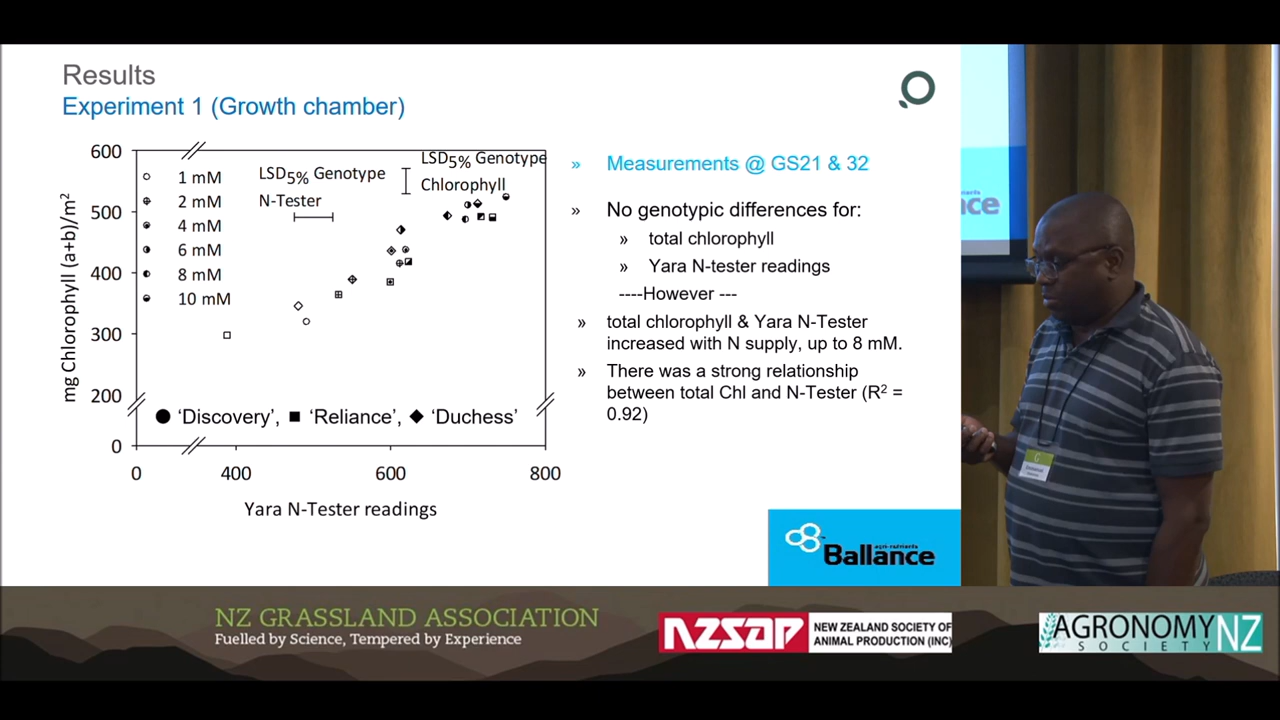 Results
Experiment 1 (Growth chamber)
600
500
400
300
200
0
mg Chlorophyll (a+b)/m2
1 mM
2 mM
4 mM
6 mM
8 mM
10 mM
LSD5% Genotype
N-Tester
LSD5% Genotype
Chlorophyll
'Discovery', 'Reliance', 'Duchess'
0 400 600 800
Yara N-Tester readings
» Measurements @ GS21 & 32
» No genotypic differences for:
» total chlorophyll
» Yara N-tester readings
----However ---
» total chlorophyll & Yara N-Tester
increased with N supply, up to 8 mM.
» There was a strong relationship
between total Chl and N-Tester (R2 =
0.92)
agri-nutrients
Ballance
G
NZ GRASSLAND ASSOCIATION
Fuelled by Science, Tempered by Experience
NZSAP
NEW ZEALAND SOCIETY OF
ANIMAL PRODUCTION (INC)
AGRONOMY NZ
SOCIETY